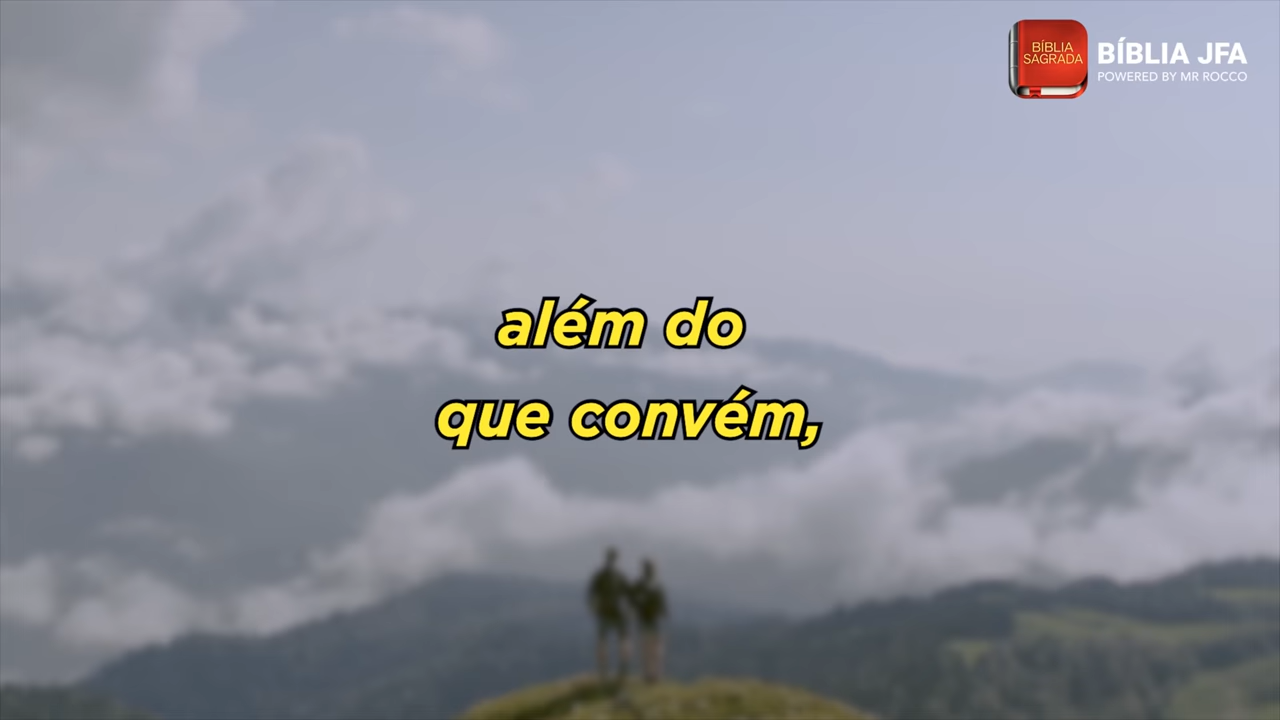 BÍBLIA
SAGRADA
BÍBLIA JFA
POWERED BY MR ROCCO
além do
que convém,